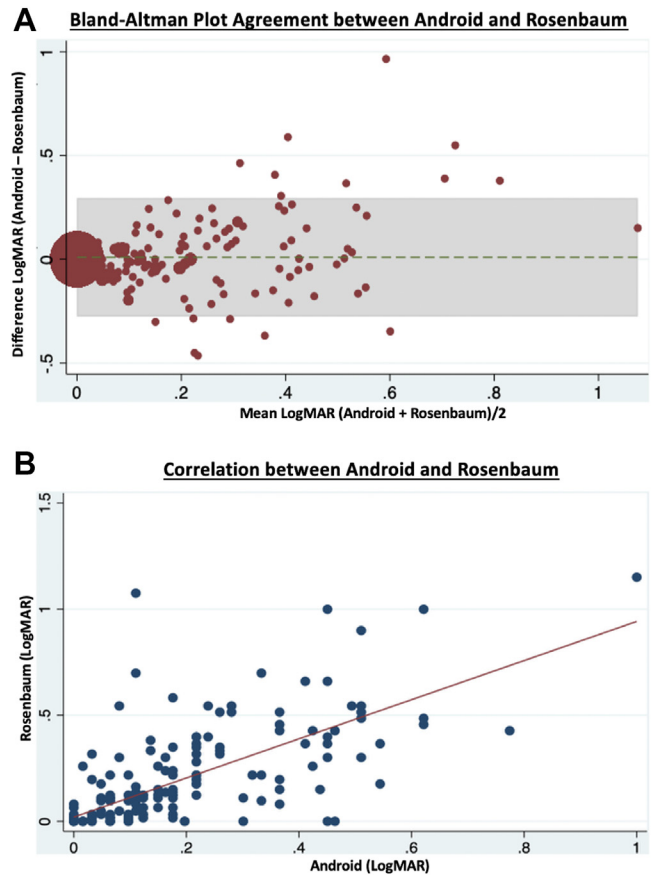 A
Bland-Altman Plot Agreement between Android and Rosenbaum
Difference LogMAR (Android – Rosenbaum)
1
.5
0
-.5
0 .2 .4 .6 .8 1
Mean LogMAR (Android + Rosenbaum)/2
B
Correlation between Android and Rosenbaum
Rosenbaum (LogMAR)
1.5
1
.5
0
0 .2 .4 .6 .8 1
Android (LogMAR)